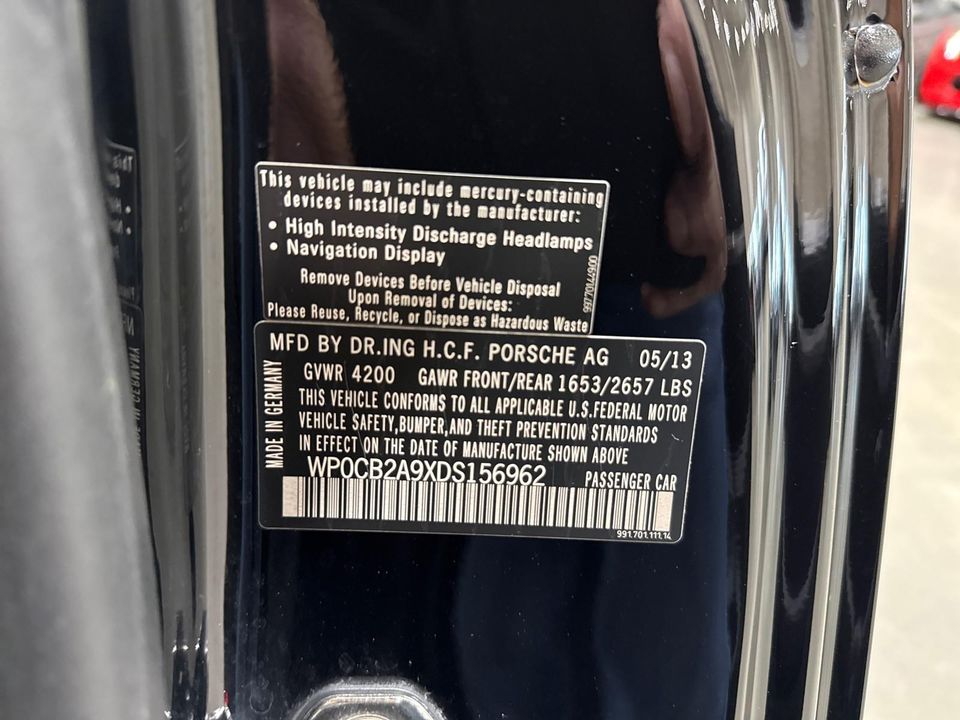 This vehicle may include mercury-containing
devices installed by the manufacturer:
• High Intensity Discharge Headlamps
• Navigation Display
Remove Devices Before Vehicle Disposal
Upon Removal of Devices:
Please Reuse, Recycle, or Dispose as Hazardous Waste
MFD BY DR.ING H.C.F. PORSCHE AG 05/13
GVWR 4200 GAWR FRONT/REAR 1653/2657 LBS
THIS VEHICLE CONFORMS TO ALL APPLICABLE U.S.FEDERAL MOTOR
VEHICLE SAFETY,BUMPER,AND THEFT PREVENTION STANDARDS
IN EFFECT ON THE DATE OF MANUFACTURE SHOWN ABOVE
MADE IN GERMANY
WP0CB2A9XDS156962 PASSENGER CAR
991.701.111.14